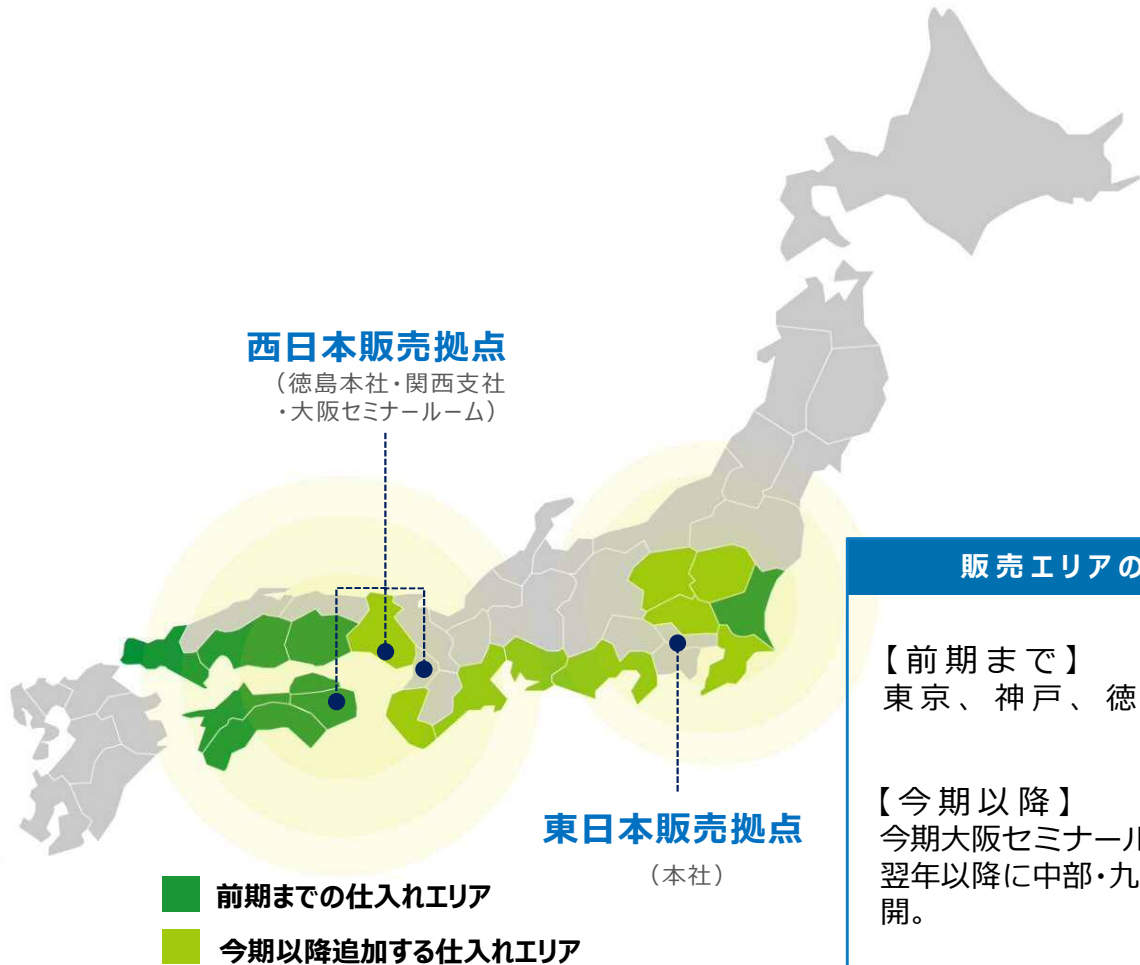 西日本販売拠点
（徳島本社・関西支社
・大阪セミナールーム）
販売エリアの
【前期まで】
東京、神戸、徳
【今期以降】
今期大阪セミナール
翌年以降に中部・九
開。
東日本販売拠点
（本社）
前期までの仕入れエリア
今期以降追加する仕入れエリア